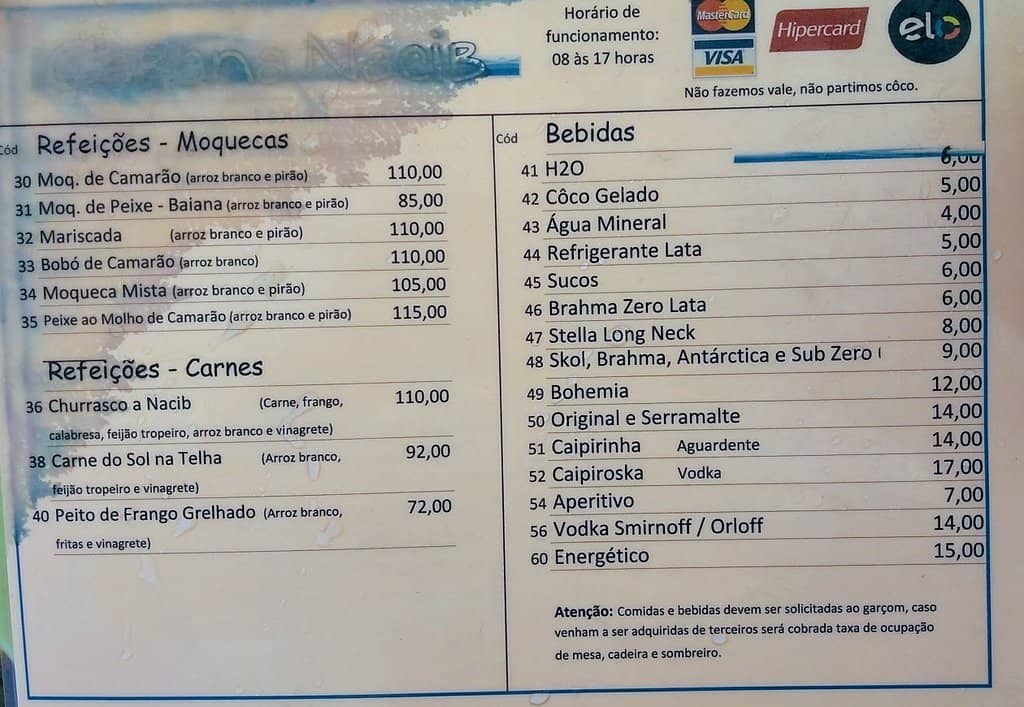 Nacib
Horário de
funcionamento:
08 às 17 horas
MasterCard
VISA
Hipercard
elo
Não fazemos vale, não partimos côco.
Cód Refeições - Moquecas
30 Moq. de Camarão (arroz branco e pirão) 110,00
31 Moq. de Peixe - Baiana (arroz branco e pirão) 85,00
32 Mariscada (arroz branco e pirão) 110,00
33 Bobó de Camarão (arroz branco) 110,00
34 Moqueca Mista (arroz branco e pirão) 105,00
35 Peixe ao Molho de Camarão (arroz branco e pirão) 115,00
Refeições - Carnes
36 Churrasco a Nacib (Carne, frango, 110,00
calabresa, feijão tropeiro, arroz branco e vinagrete)
38 Carne do Sol na Telha (Arroz branco, 92,00
feijão tropeiro e vinagrete)
40 Peito de Frango Grelhado (Arroz branco, 72,00
fritas e vinagrete)
Cód Bebidas
41 H2O 6,00
42 Côco Gelado 5,00
43 Água Mineral 4,00
44 Refrigerante Lata 5,00
45 Sucos 6,00
46 Brahma Zero Lata 6,00
47 Stella Long Neck 8,00
48 Skol, Brahma, Antárctica e Sub Zero 9,00
49 Bohemia 12,00
50 Original e Serramalte 14,00
51 Caipirinha Aguardente 14,00
52 Caipiroska Vodka 17,00
54 Aperitivo 7,00
56 Vodka Smirnoff / Orloff 14,00
60 Energético 15,00
Atenção: Comidas e bebidas devem ser solicitadas ao garçom, caso
venham a ser adquiridas de terceiros será cobrada taxa de ocupação
de mesa, cadeira e sombreiro.